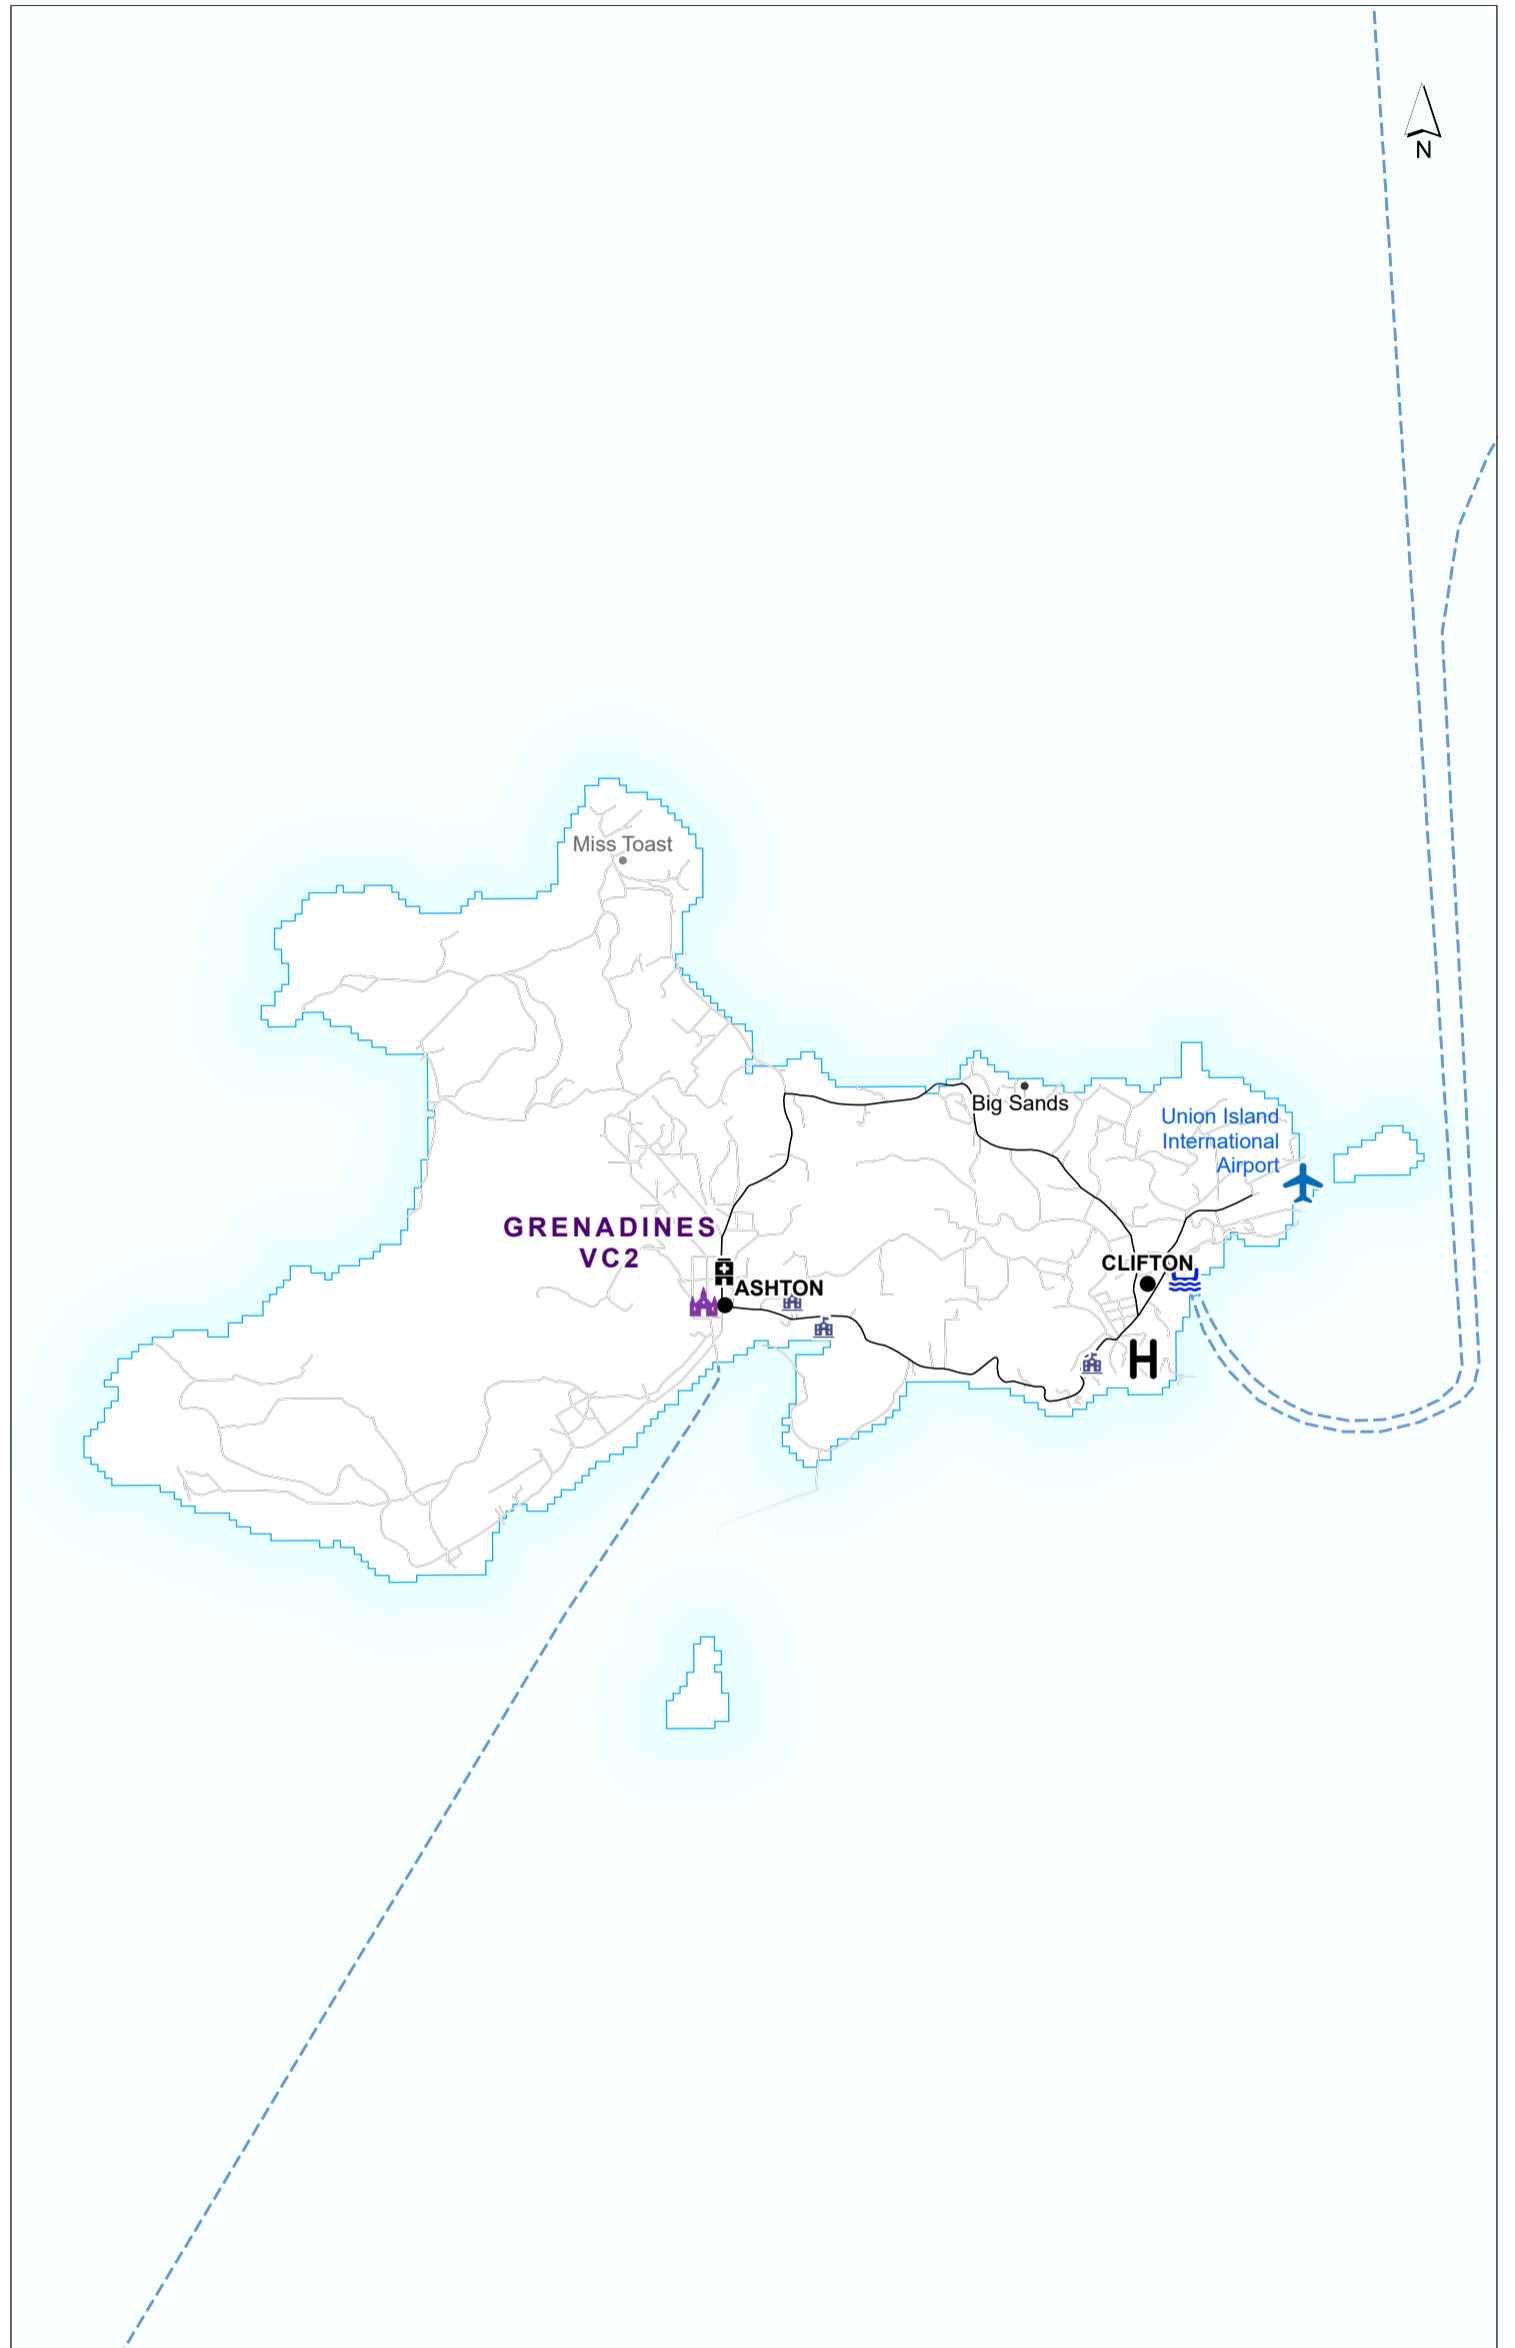 N
Miss Toast
Big Sands
Union Island
International
Airport
GRENADINES
VC2
CLIFTON
ASHTON
H